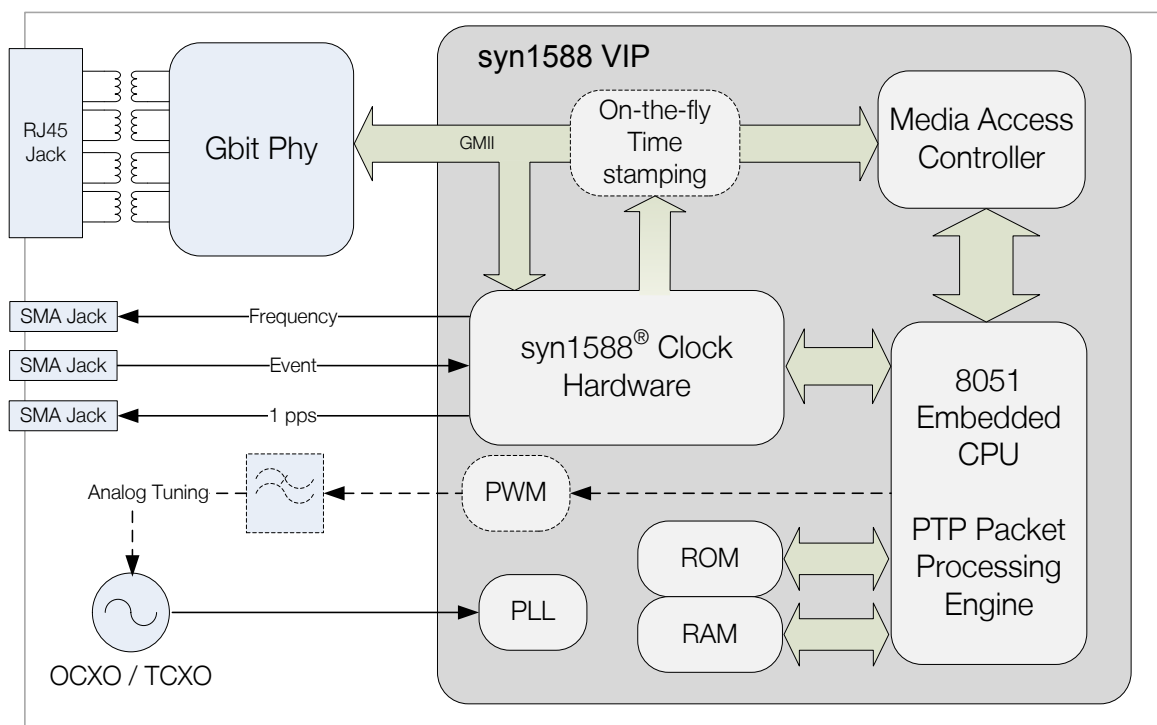 syn1588 VIP
RJ45
Jack
Gbit Phy
GMII
On-the-fly
Time
stamping
Media Access
Controller
SMA Jack
Frequency
SMA Jack
Event
SMA Jack
1 pps
syn1588® Clock
Hardware
8051
Embedded
CPU
PTP Packet
Processing
Engine
Analog Tuning
PWM
ROM
RAM
PLL
OCXO / TCXO